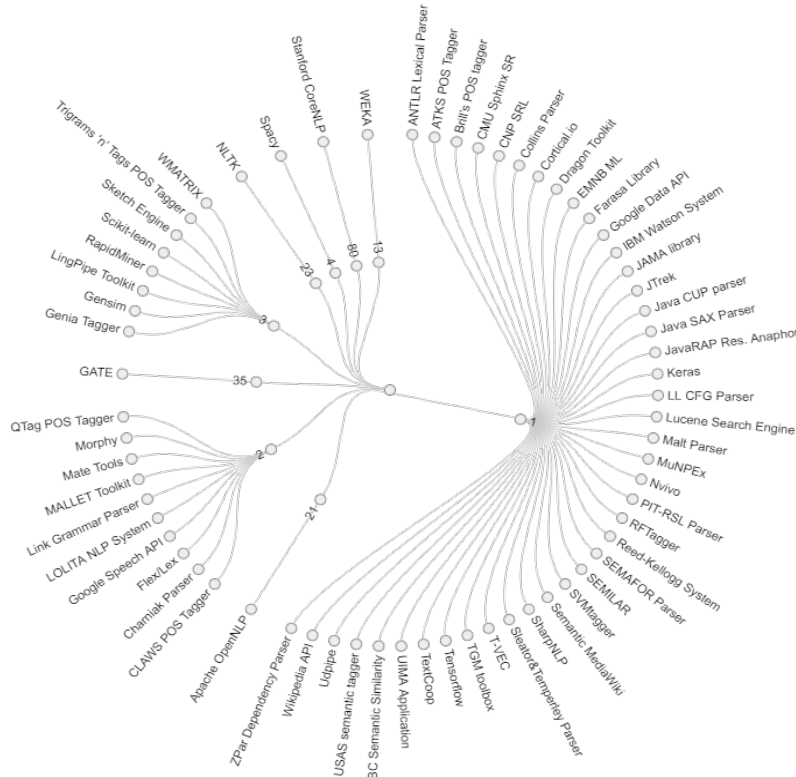 ANTLR Lexical Parser
ATKS POS Tagger
Brill's POS tagger
CMU Sphinx SR
CNP SRL
Collins Parser
Cortical.io
Dragon Toolkit
EMNB ML
Farasa Library
Google Data API
IBM Watson System
JAMA library
JTrek
Java CUP parser
Java SAX Parser
JavaRAP Res. Anaphor
Keras
LL CFG Parser
Lucene Search Engine
Malt Parser
MuNPEx
Nvivo
PIT-RSL Parser
RFTagger
Reed-Kellogg System
SEMAFOR Parser
SEMILAR
SVMtagger
Semantic MediaWiki
SharpNLP
Sleator&Temperley Parser
T-VEC
TGM toolbox
Tensorflow
TextCoop
UIMA Application
BC Semantic Similarity
USAS semantic tagger
Udpipe
Wikipedia API
ZPar Dependency Parser
1
Apache OpenNLP
21
CLAWS POS Tagger
Charniak Parser
Flex/Lex
Google Speech API
LOLITA NLP System
Link Grammar Parser
MALLET Toolkit
Mate Tools
Morphy
QTag POS Tagger
2
GATE
35
Genia Tagger
Gensim
LingPipe Toolkit
RapidMiner
Scikit-learn
Sketch Engine
Trigrams 'n' Tags POS Tagger
WMATRIX
3
NLTK
23
Spacy
4
Stanford CoreNLP
80
WEKA
13